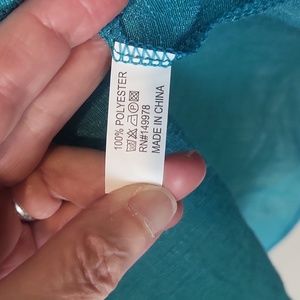 100% POLYESTER
RN#149978
MADE IN CHINA